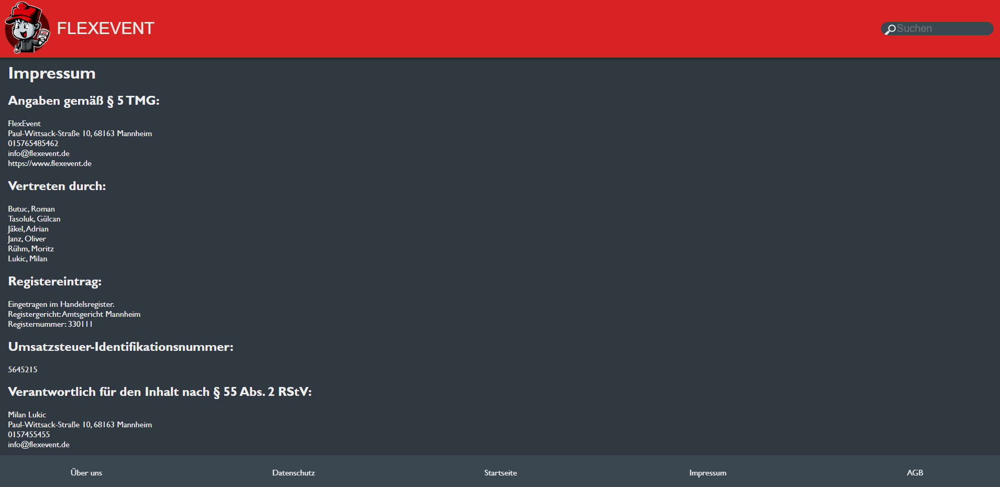 FLEXEVENT
Suchen
Impressum
Angaben gemäß § 5 TMG:
FlexEvent
Paul-Wittsack-Straße 10, 68163 Mannheim
015765485462
info@flexevent.de
https://www.flexevent.de
Vertreten durch:
Butuc, Roman
Tasoluk, Gülcan
Jäkel, Adrian
Janz, Oliver
Rühm, Moritz
Lukic, Milan
Registereintrag:
Eingetragen im Handelsregister.
Registergericht: Amtsgericht Mannheim
Registernummer: 330111
Umsatzsteuer-Identifikationsnummer:
5645215
Verantwortlich für den Inhalt nach § 55 Abs. 2 RStV:
Milan Lukic
Paul-Wittsack-Straße 10, 68163 Mannheim
0157455455
info@flexevent.de
Über uns
Datenschutz
Startseite
Impressum
AGB